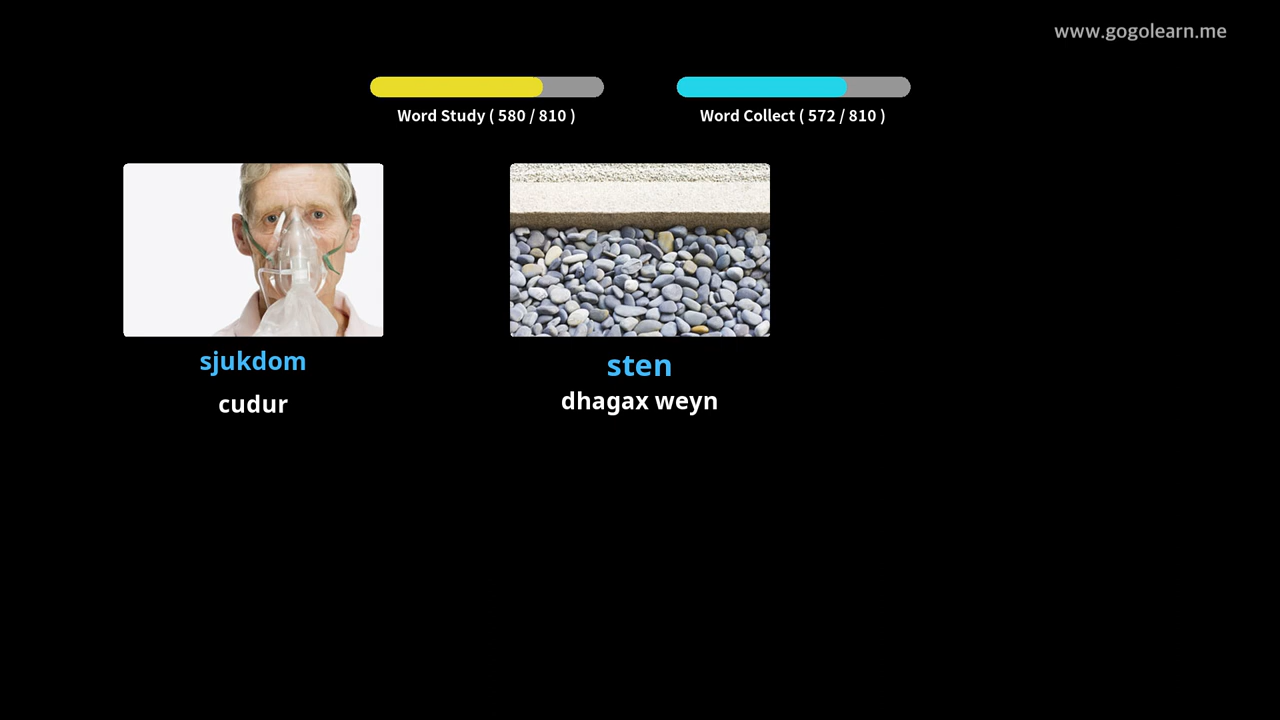 www.gogolearn.me
Word Study ( 580 / 810 )
Word Collect ( 572 / 810 )
sjukdom
cudur
sten
dhagax weyn